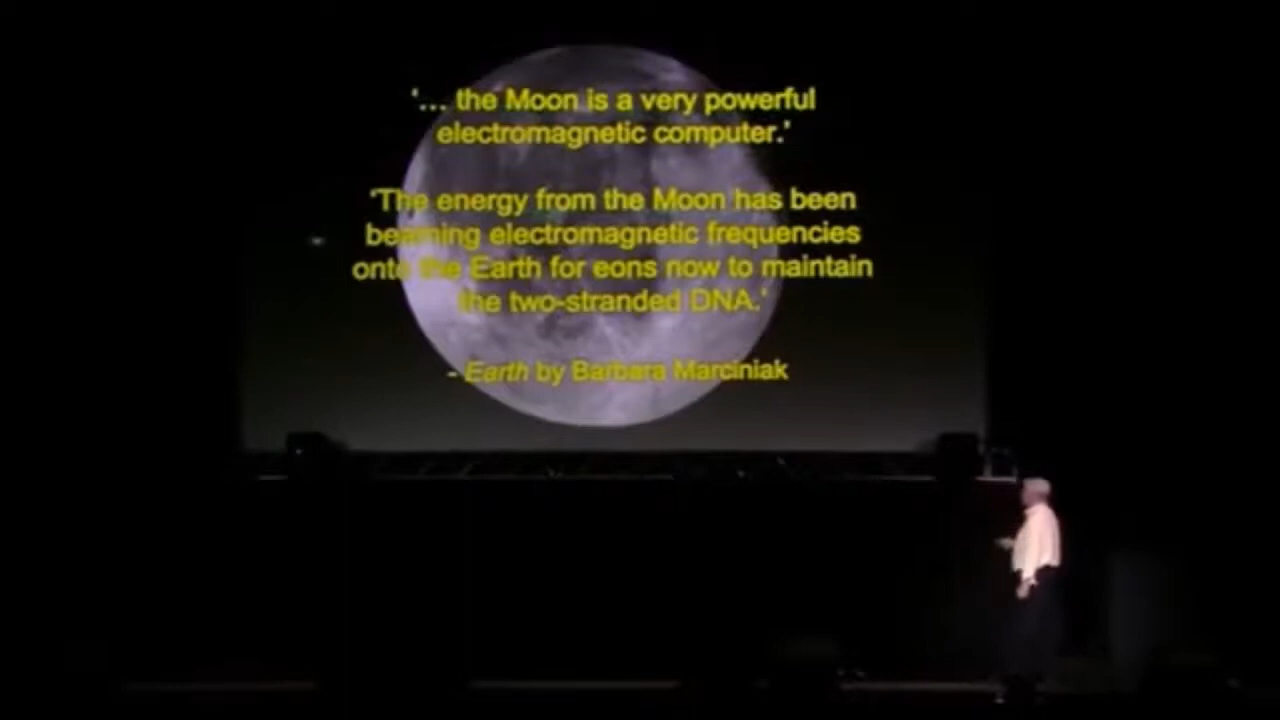 ‘… the Moon is a very powerful
electromagnetic computer.’
‘The energy from the Moon has been
beaming electromagnetic frequencies
onto the Earth for eons now to maintain
the two-stranded DNA.’
- Earth by Barbara Marciniak